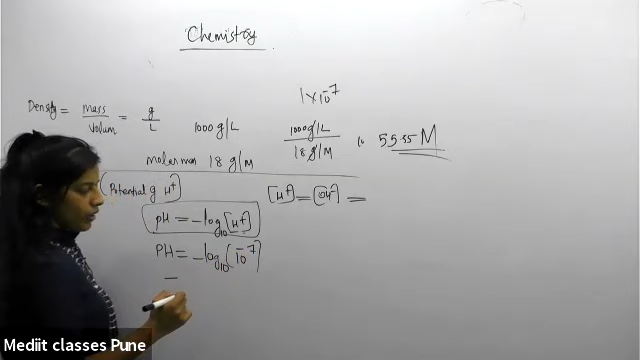 Chemistry
Density = mass / Volum = g / L
1000 g/L
1000 g/L / 18 g/M
55.55 M
1 × 10⁻⁷
molar mass 18 g/M
(Potential of H⁺)
[H⁺] = [OH⁻] =
pH = -log₁₀[H⁺]
PH = -log₁₀(10⁻⁷)
Mediit classes Pune